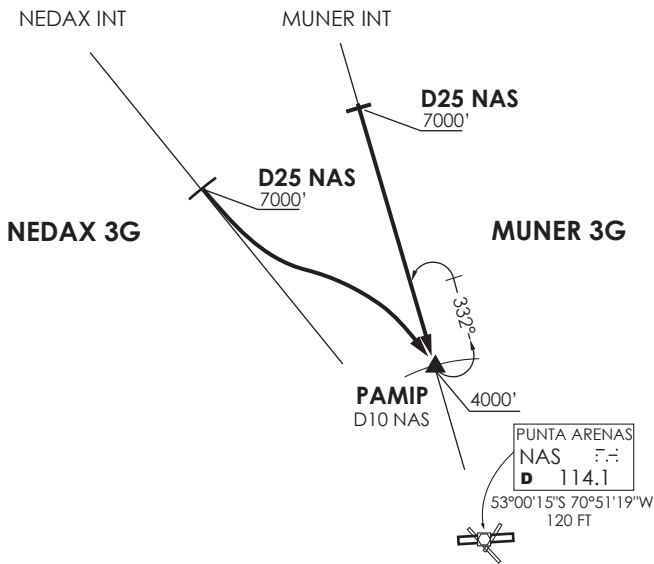 NEDAX INT
MUNER INT
D25 NAS
7000'
D25 NAS
7000'
NEDAX 3G
MUNER 3G
332°
PAMIP
D10 NAS
4000'
PUNTA ARENAS
NAS
D 114.1
53°00'15"S 70°51'19"W
120 FT